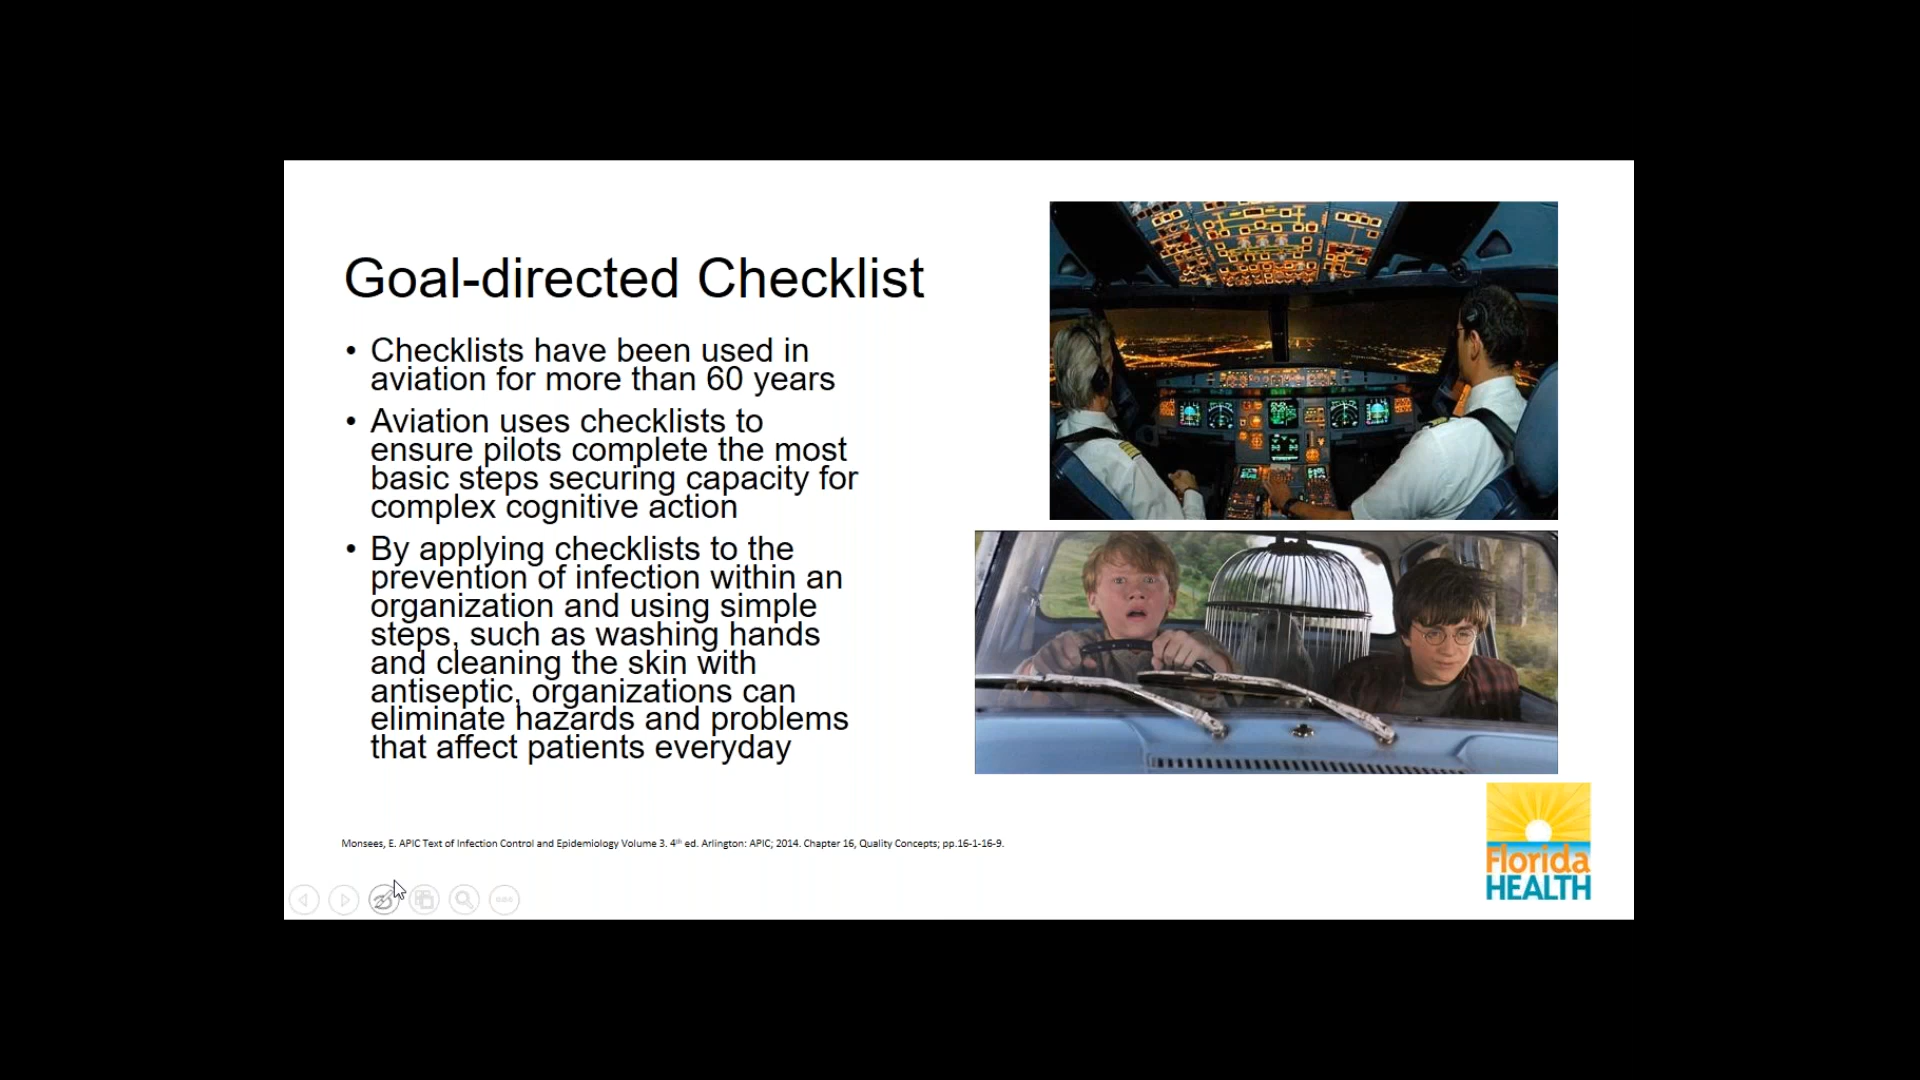 Goal-directed Checklist
• Checklists have been used in
aviation for more than 60 years
• Aviation uses checklists to
ensure pilots complete the most
basic steps securing capacity for
complex cognitive action
• By applying checklists to the
prevention of infection within an
organization and using simple
steps, such as washing hands
and cleaning the skin with
antiseptic, organizations can
eliminate hazards and problems
that affect patients everyday
Monsees, E. APIC Text of Infection Control and Epidemiology Volume 3. 4th ed. Arlington: APIC; 2014. Chapter 16, Quality Concepts; pp.16-1-16-9.
Florida
HEALTH